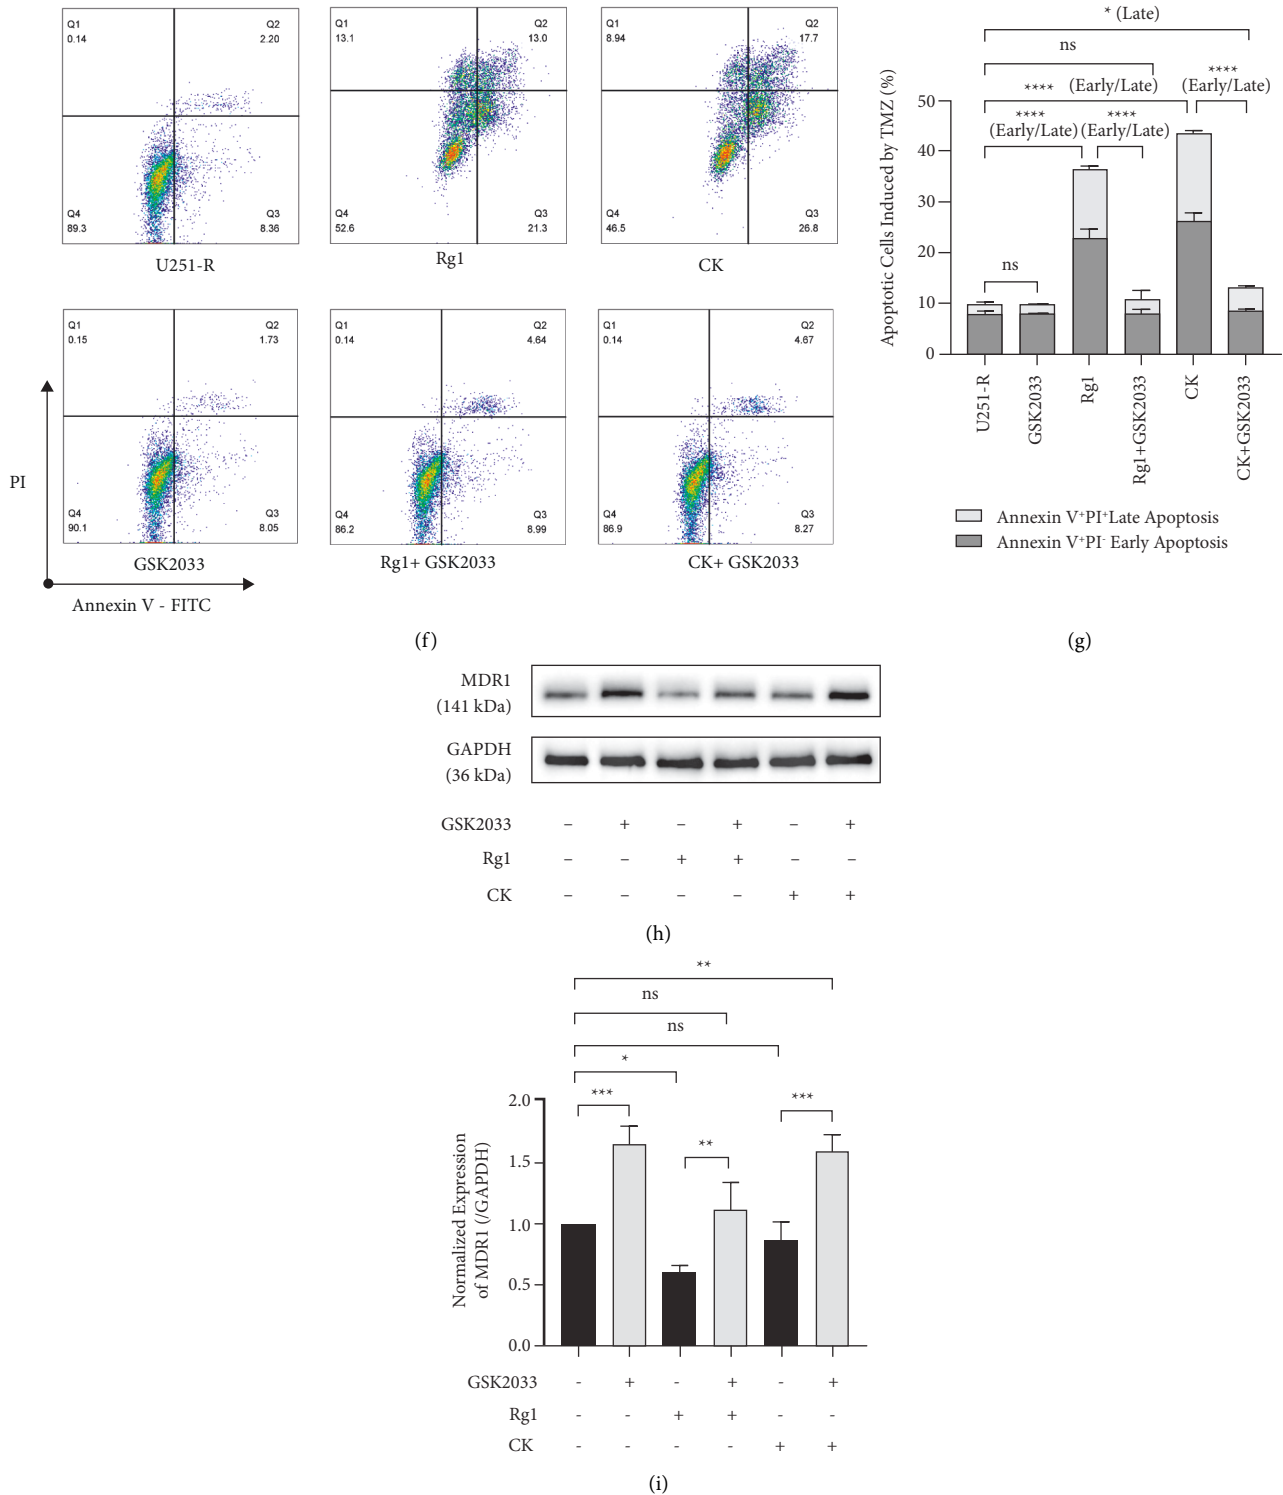 Q1
0.14
Q2
2.20
Q4
89.3
Q3
8.36
U251-R
Q1
13.1
Q2
13.0
Q4
52.6
Q3
21.3
Rg1
Q1
8.94
Q2
17.7
Q4
46.5
Q3
26.8
CK
Q1
0.15
Q2
1.73
Q4
90.1
Q3
8.05
GSK2033
Q1
0.14
Q2
4.64
Q4
86.2
Q3
8.99
Rg1+ GSK2033
Q1
0.14
Q2
4.67
Q4
86.9
Q3
8.27
CK+ GSK2033
PI
Annexin V - FITC
(f)
* (Late)
ns
**** (Early/Late)
****
(Early/Late)
****
(Early/Late)
****
(Early/Late)
ns
Apoptotic Cells Induced by TMZ (%)
50
40
30
20
10
0
U251-R
GSK2033
Rg1
Rg1+GSK2033
CK
CK+GSK2033
Annexin V⁺PI⁺Late Apoptosis
Annexin V⁺PI⁻ Early Apoptosis
(g)
MDR1
(141 kDa)
GAPDH
(36 kDa)
GSK2033 – + – + – +
Rg1 – – + + – –
CK – – – – + +
(h)
**
ns
ns
*
***
**
***
Normalized Expression
of MDR1 (/GAPDH)
2.0
1.5
1.0
0.5
0.0
GSK2033 - + - + - +
Rg1 - - + + - -
CK - - - - + +
(i)